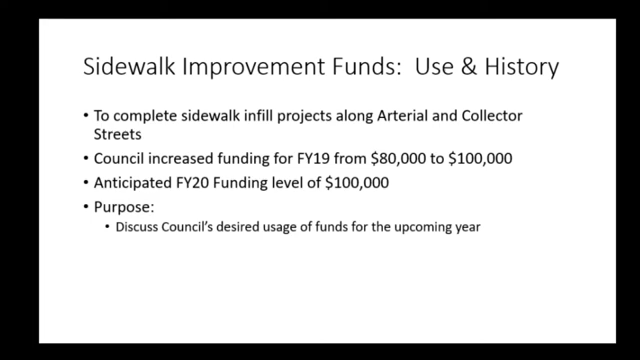 Sidewalk Improvement Funds: Use & History
• To complete sidewalk infill projects along Arterial and Collector
Streets
• Council increased funding for FY19 from $80,000 to $100,000
• Anticipated FY20 Funding level of $100,000
• Purpose:
• Discuss Council's desired usage of funds for the upcoming year